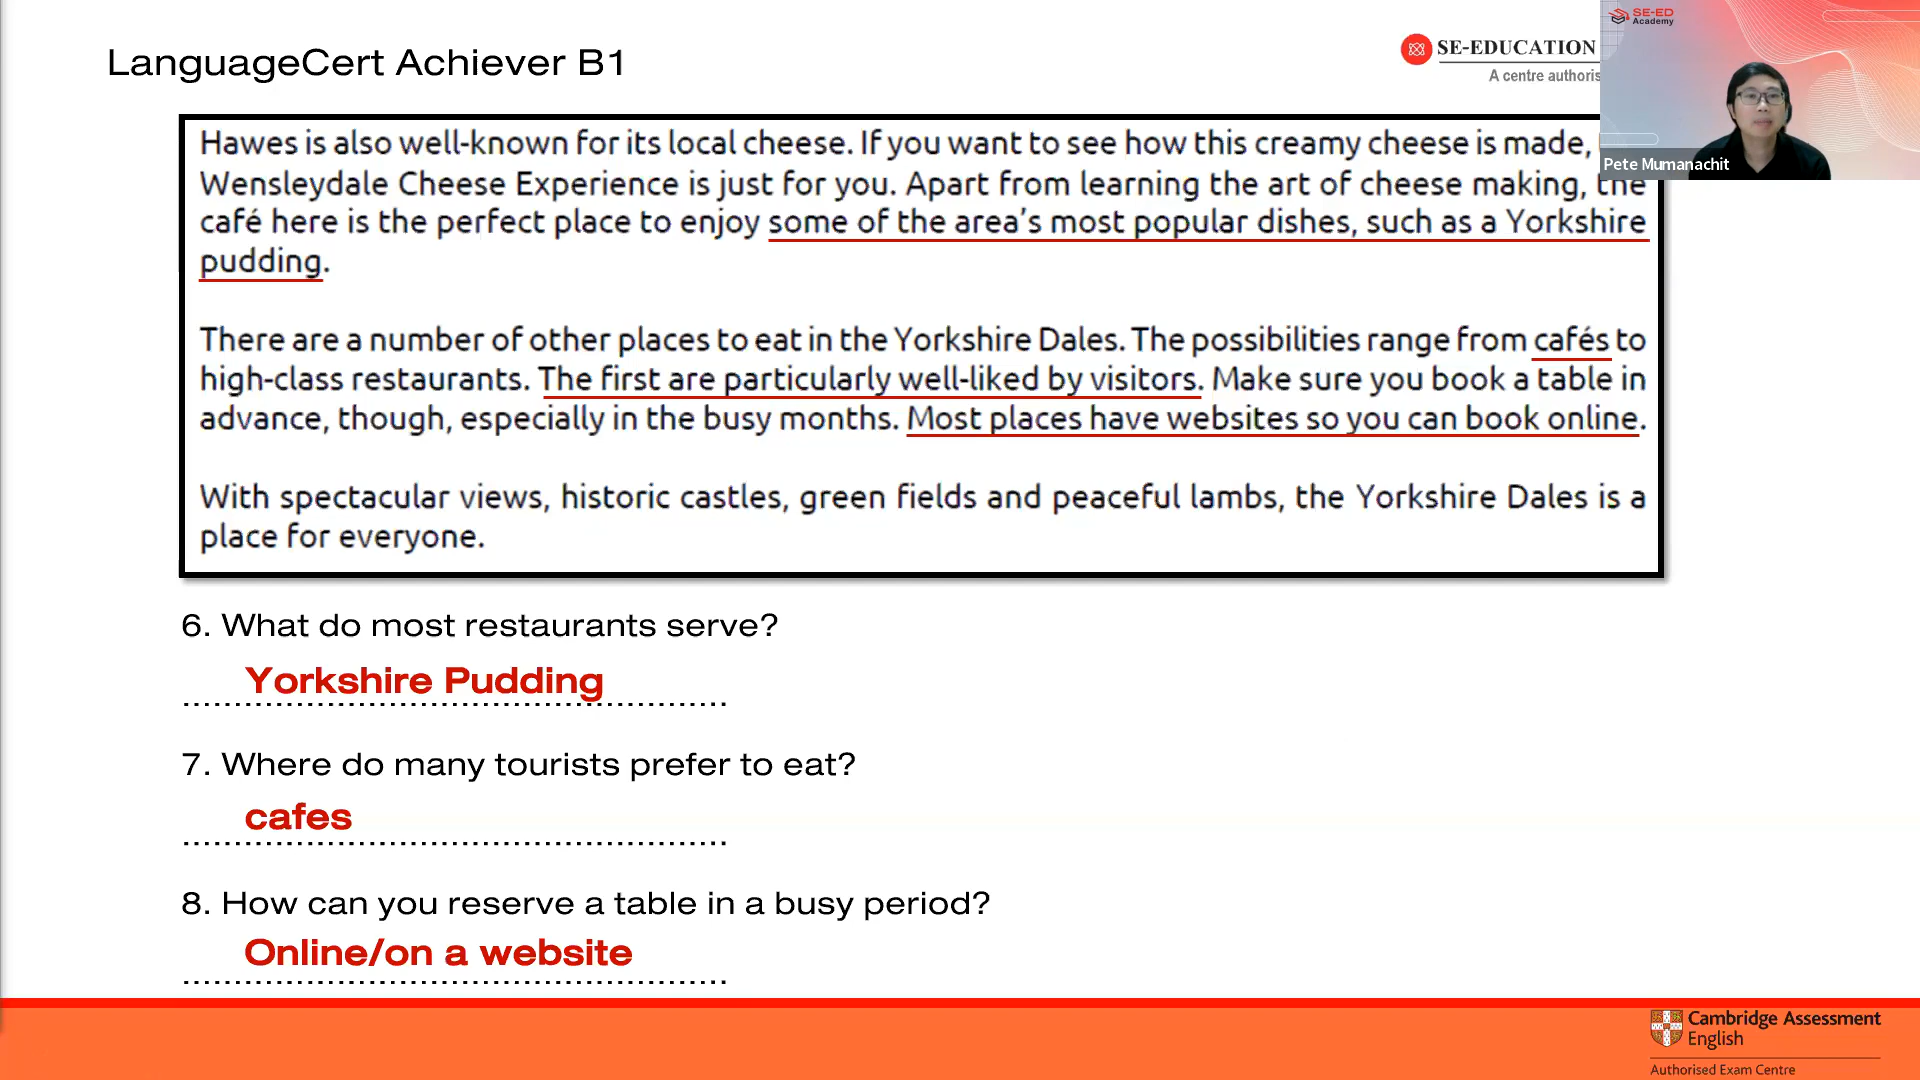 LanguageCert Achiever B1
SE-EDUCATION
A centre authoris
SE-ED
Academy
Pete Mumanachit
Hawes is also well-known for its local cheese. If you want to see how this creamy cheese is made,
Wensleydale Cheese Experience is just for you. Apart from learning the art of cheese making, the
café here is the perfect place to enjoy some of the area's most popular dishes, such as a Yorkshire
pudding.
There are a number of other places to eat in the Yorkshire Dales. The possibilities range from cafés to
high-class restaurants. The first are particularly well-liked by visitors. Make sure you book a table in
advance, though, especially in the busy months. Most places have websites so you can book online.
With spectacular views, historic castles, green fields and peaceful lambs, the Yorkshire Dales is a
place for everyone.
6. What do most restaurants serve?
Yorkshire Pudding
7. Where do many tourists prefer to eat?
cafes
8. How can you reserve a table in a busy period?
Online/on a website
Cambridge Assessment
English
Authorised Exam Centre